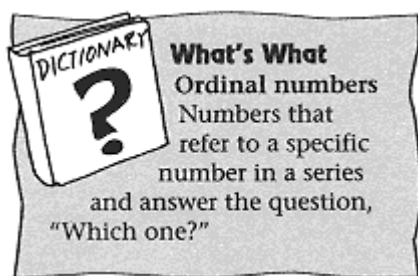 DICTIONARY
?
What's What
Ordinal numbers
Numbers that
refer to a specific
number in a series
and answer the question,
"Which one?"